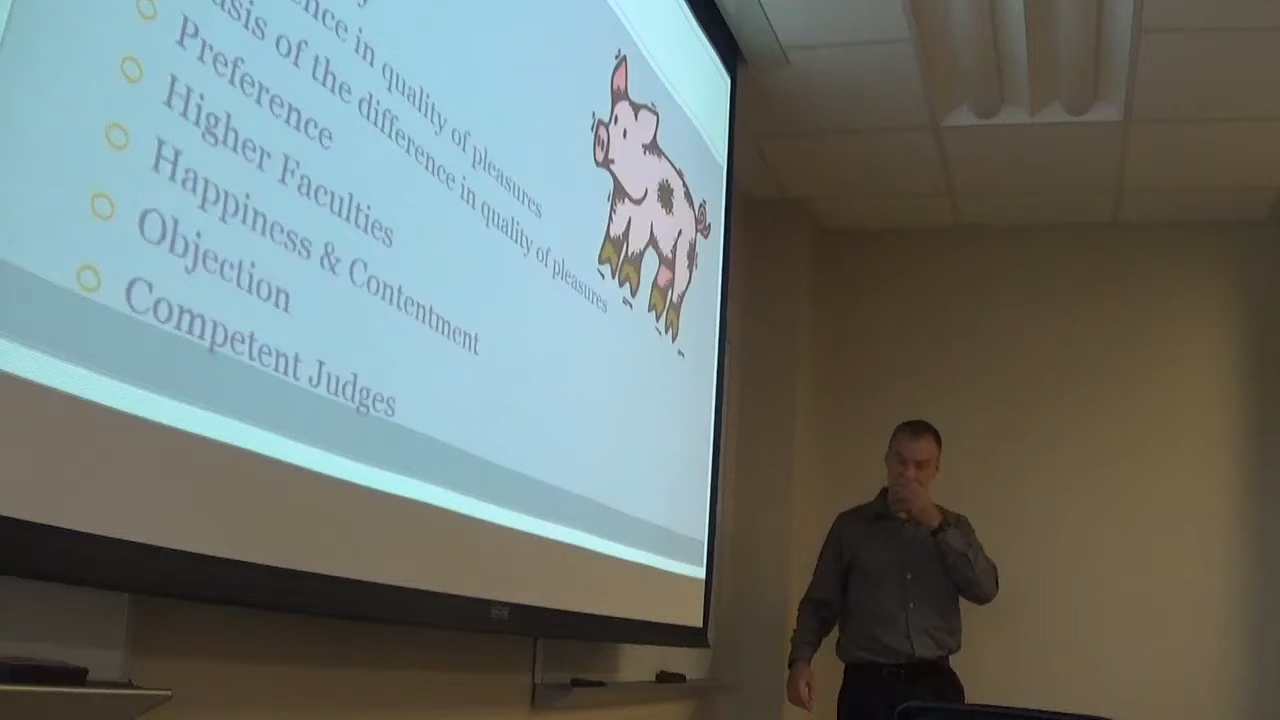 ence in quality of pleasures
asis of the difference in quality of pleasures
Preference
Higher Faculties
Happiness & Contentment
Objection
Competent Judges